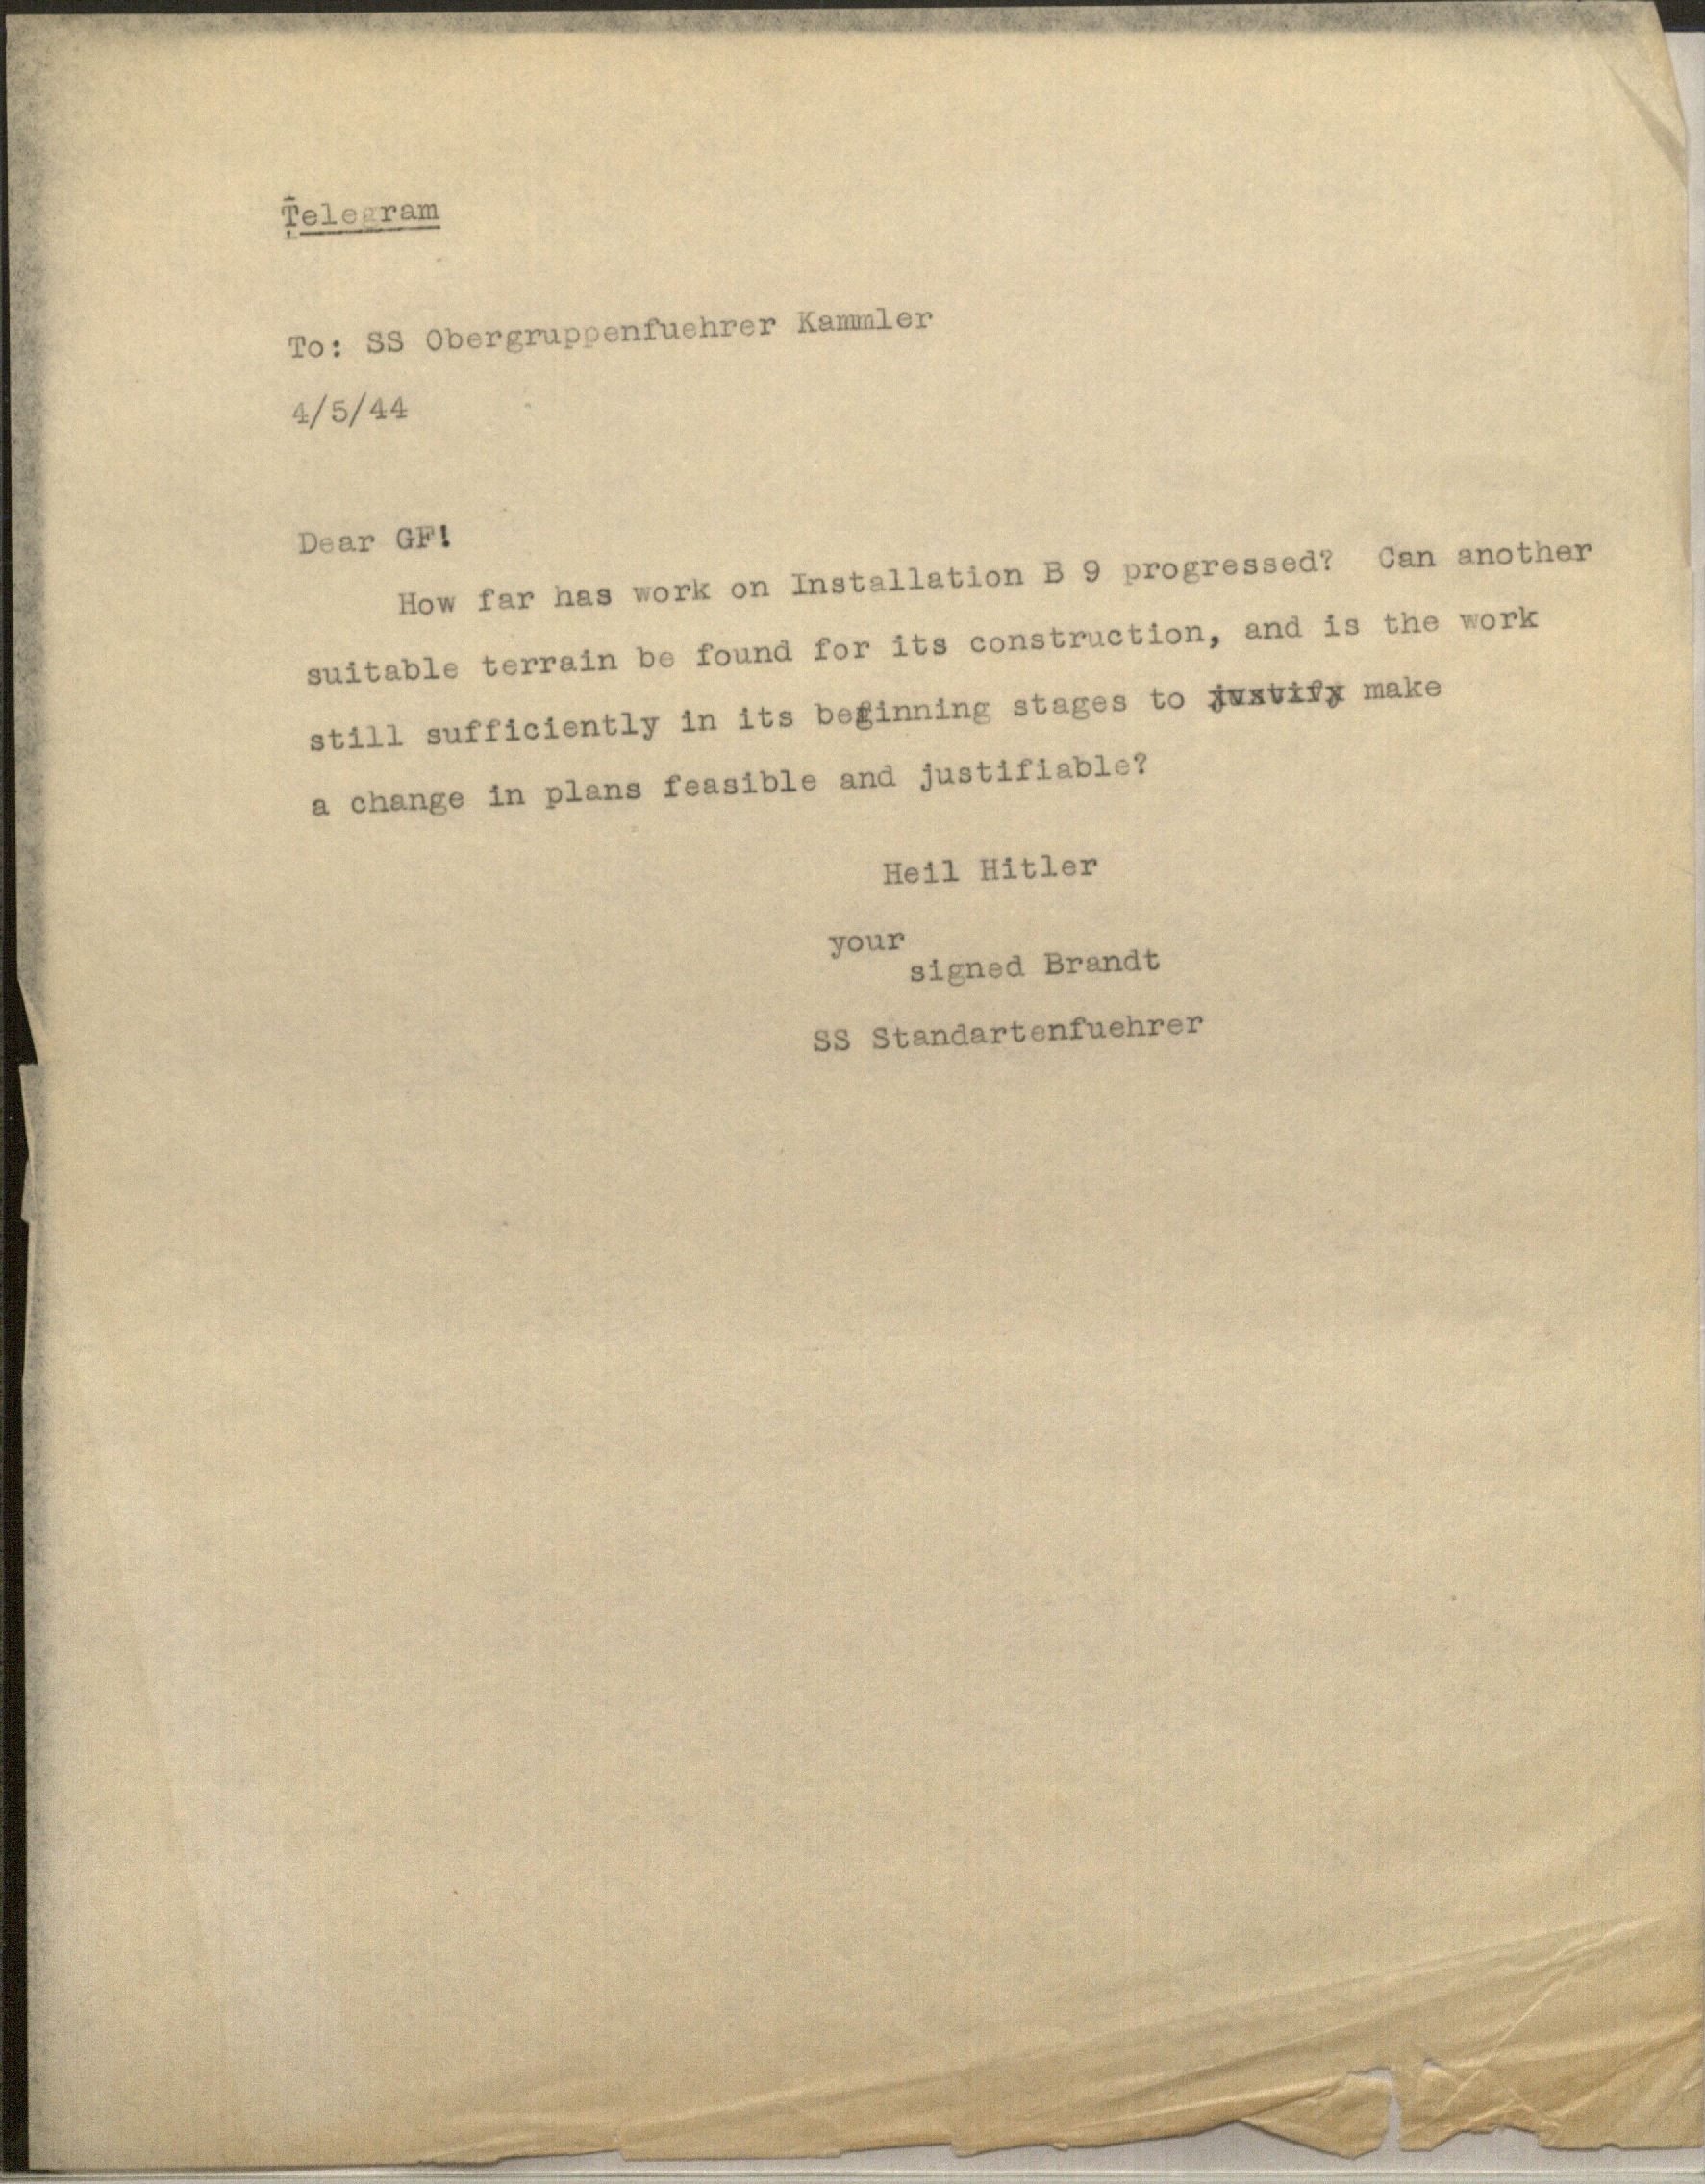 Telegram
To: SS Obergruppenfuehrer Kammler
4/5/44
Dear GF!
How far has work on Installation B 9 progressed? Can another
suitable terrain be found for its construction, and is the work
still sufficiently in its beginning stages to justify make
a change in plans feasible and justifiable?
Heil Hitler
your
signed Brandt
SS Standartenfuehrer